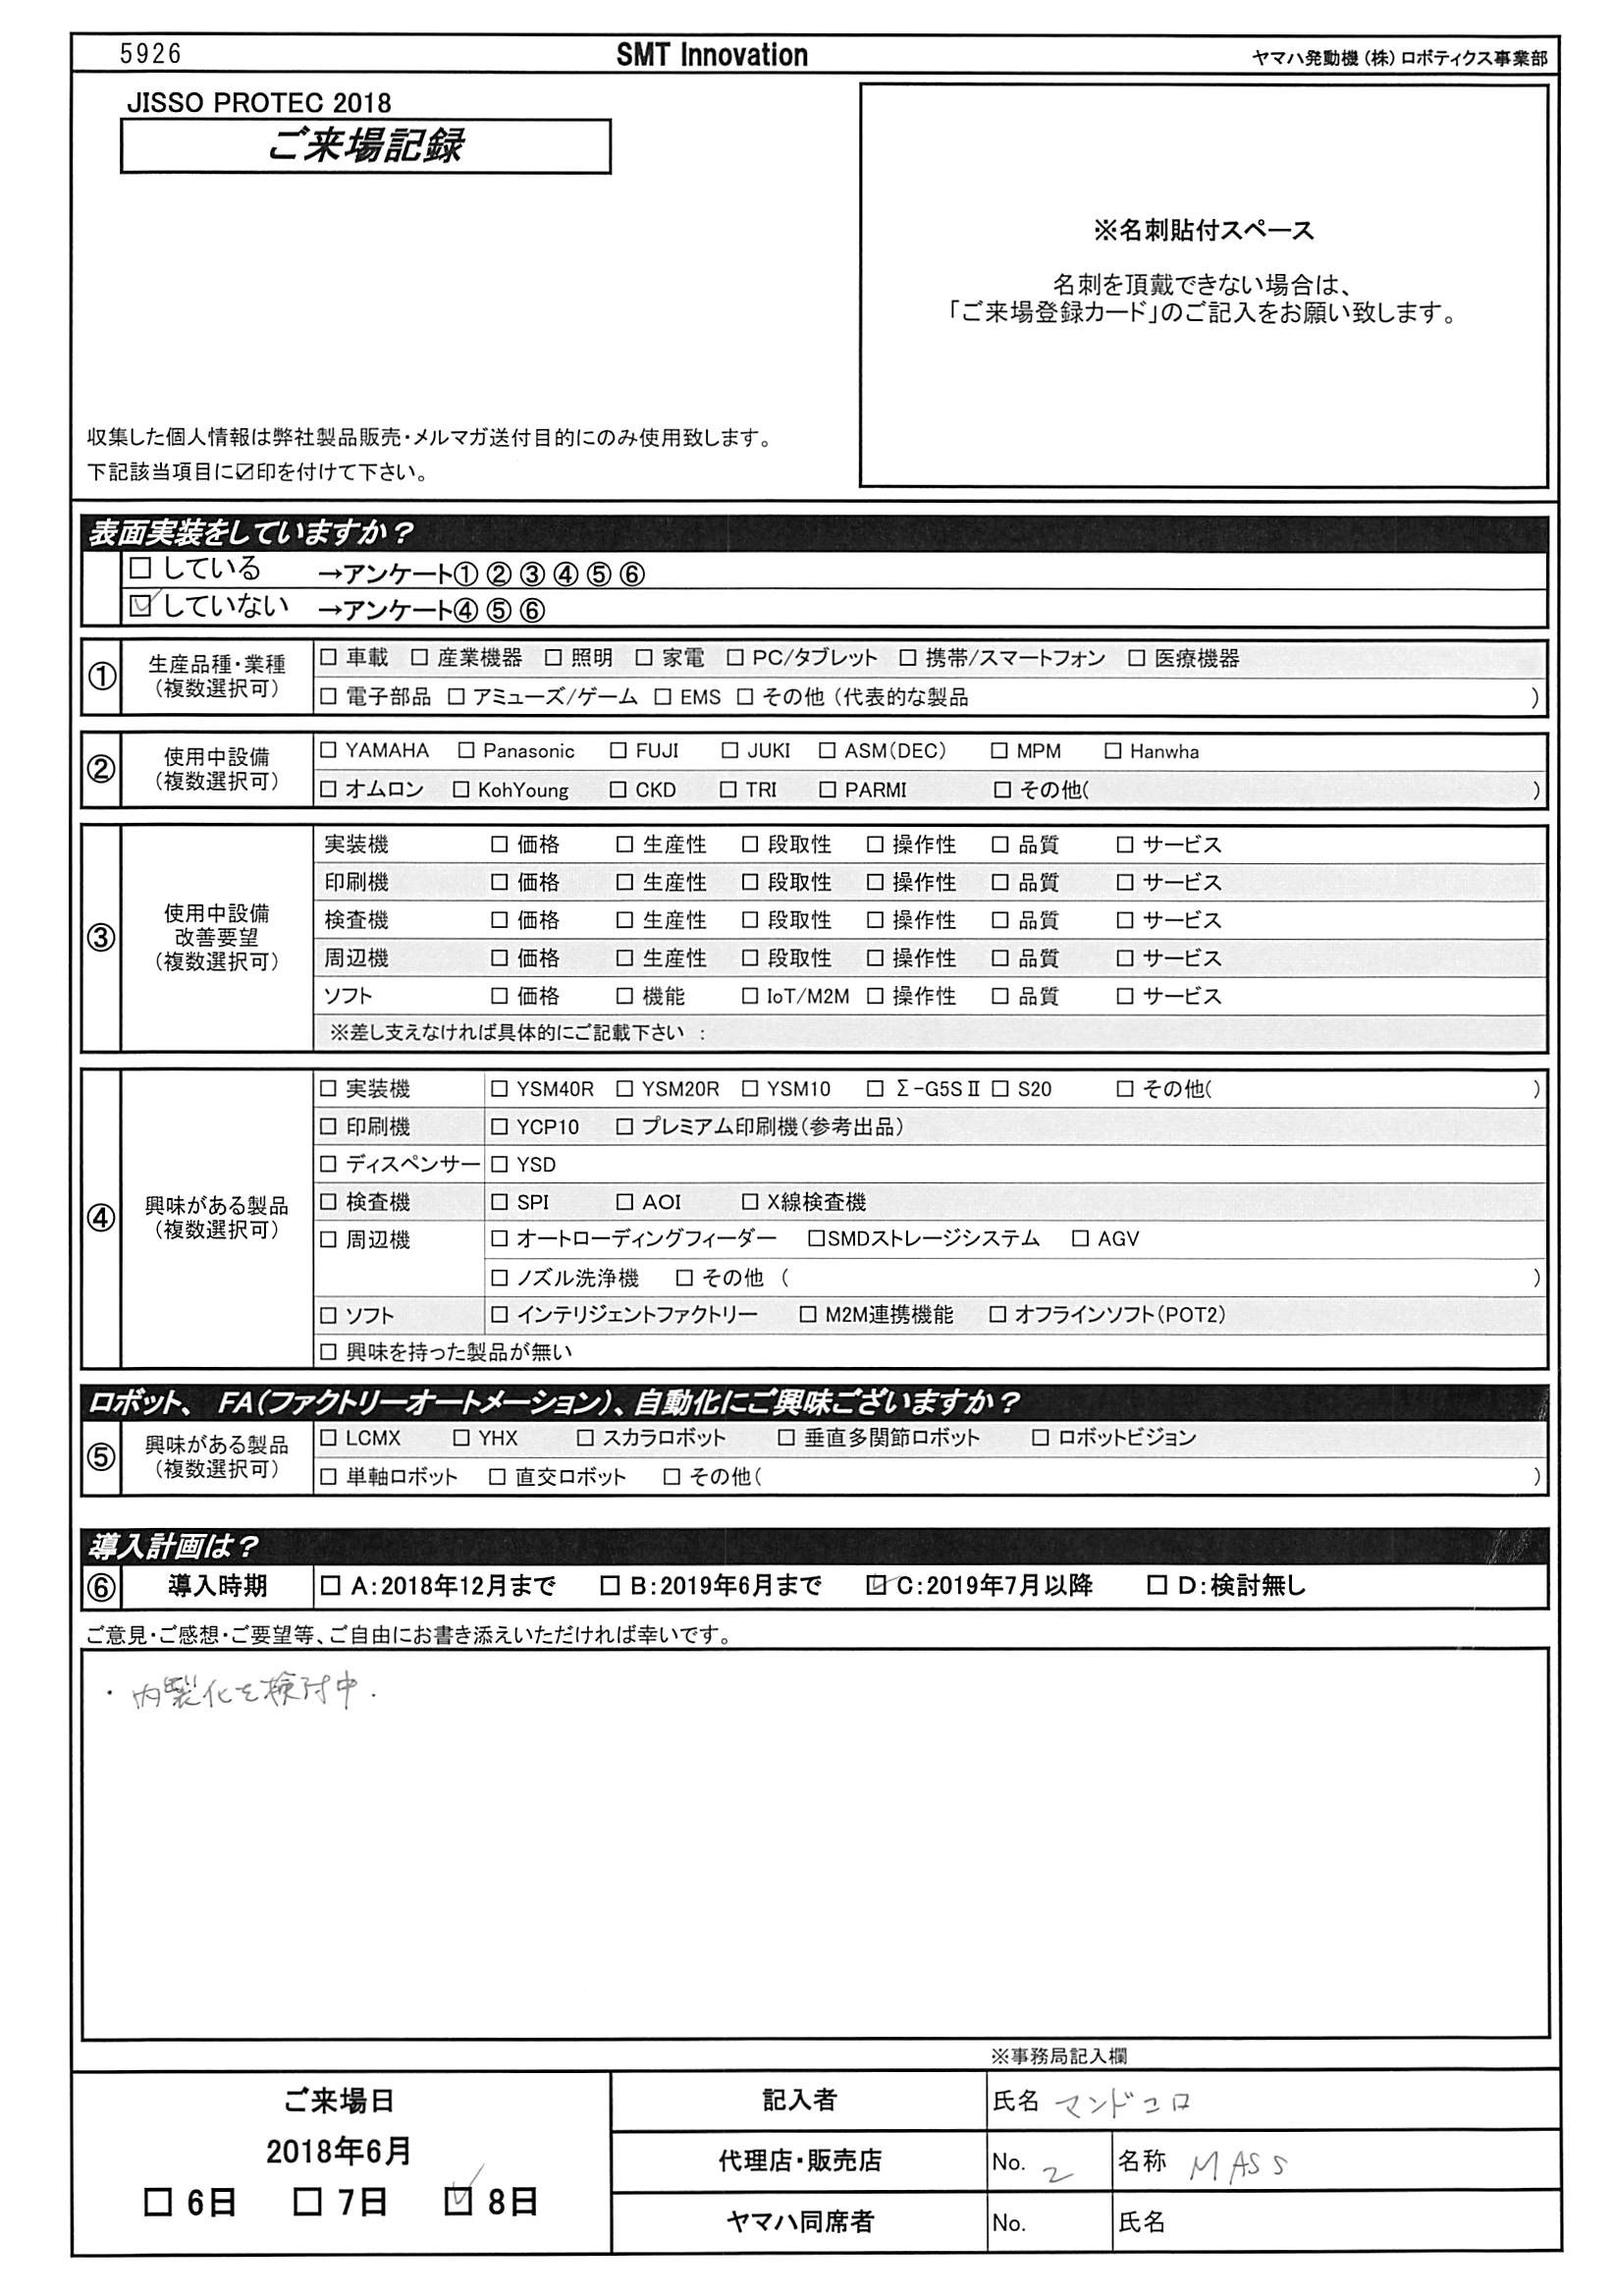 5926 SMT Innovation ヤマハ発動機（株）ロボティクス事業部
JISSO PROTEC 2018
ご来場記録
※名刺貼付スペース
名刺を頂戴できない場合は、
「ご来場登録カード」のご記入をお願い致します。
収集した個人情報は弊社製品販売・メルマガ送付目的にのみ使用致します。
下記該当項目に☑印を付けて下さい。
表面実装をしていますか？
□ している →アンケート①②③④⑤⑥
☑ していない →アンケート④⑤⑥
① 生産品種・業種（複数選択可）
□ 車載 □ 産業機器 □ 照明 □ 家電 □ PC/タブレット □ 携帯/スマートフォン □ 医療機器
□ 電子部品 □ アミューズ/ゲーム □ EMS □ その他（代表的な製品 ）
② 使用中設備（複数選択可）
□ YAMAHA □ Panasonic □ FUJI □ JUKI □ ASM（DEC） □ MPM □ Hanwha
□ オムロン □ KohYoung □ CKD □ TRI □ PARMI □ その他（ ）
③ 使用中設備改善要望（複数選択可）
実装機 □ 価格 □ 生産性 □ 段取性 □ 操作性 □ 品質 □ サービス
印刷機 □ 価格 □ 生産性 □ 段取性 □ 操作性 □ 品質 □ サービス
検査機 □ 価格 □ 生産性 □ 段取性 □ 操作性 □ 品質 □ サービス
周辺機 □ 価格 □ 生産性 □ 段取性 □ 操作性 □ 品質 □ サービス
ソフト □ 価格 □ 機能 □ IoT/M2M □ 操作性 □ 品質 □ サービス
※差し支えなければ具体的にご記載下さい ：
④ 興味がある製品（複数選択可）
□ 実装機 □ YSM40R □ YSM20R □ YSM10 □ Σ-G5SⅡ □ S20 □ その他（ ）
□ 印刷機 □ YCP10 □ プレミアム印刷機（参考出品）
□ ディスペンサー □ YSD
□ 検査機 □ SPI □ AOI □ X線検査機
□ 周辺機 □ オートローディングフィーダー □SMDストレージシステム □ AGV
□ ノズル洗浄機 □ その他 （ ）
□ ソフト □ インテリジェントファクトリー □ M2M連携機能 □ オフラインソフト（POT2）
□ 興味を持った製品が無い
ロボット、 FA（ファクトリーオートメーション）、自動化にご興味ございますか？
⑤ 興味がある製品（複数選択可）
□ LCMX □ YHX □ スカラロボット □ 垂直多関節ロボット □ ロボットビジョン
□ 単軸ロボット □ 直交ロボット □ その他（ ）
導入計画は？
⑥ 導入時期 □ A：2018年12月まで □ B：2019年6月まで ☑ C：2019年7月以降 □ D：検討無し
ご意見・ご感想・ご要望等、ご自由にお書き添えいただければ幸いです。
・内製化を検討中．
※事務局記入欄
ご来場日
2018年6月
□ 6日 □ 7日 ☑ 8日
記入者 氏名 マンドコロ
代理店・販売店 No. 2 名称 MASS
ヤマハ同席者 No. 氏名